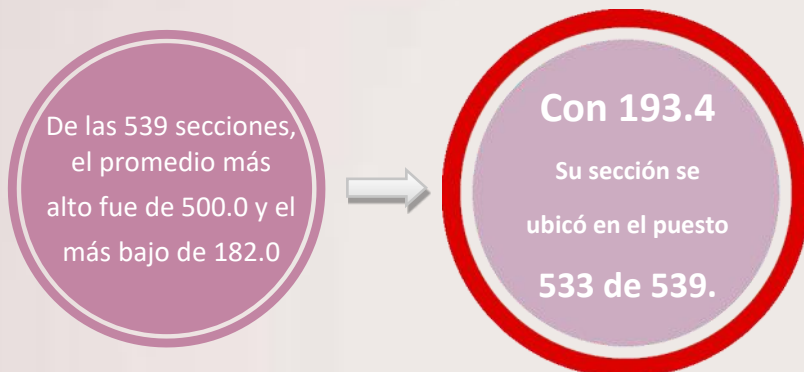 De las 539 secciones,
el promedio más
alto fue de 500.0 y el
más bajo de 182.0
Con 193.4
Su sección se
ubicó en el puesto
533 de 539.